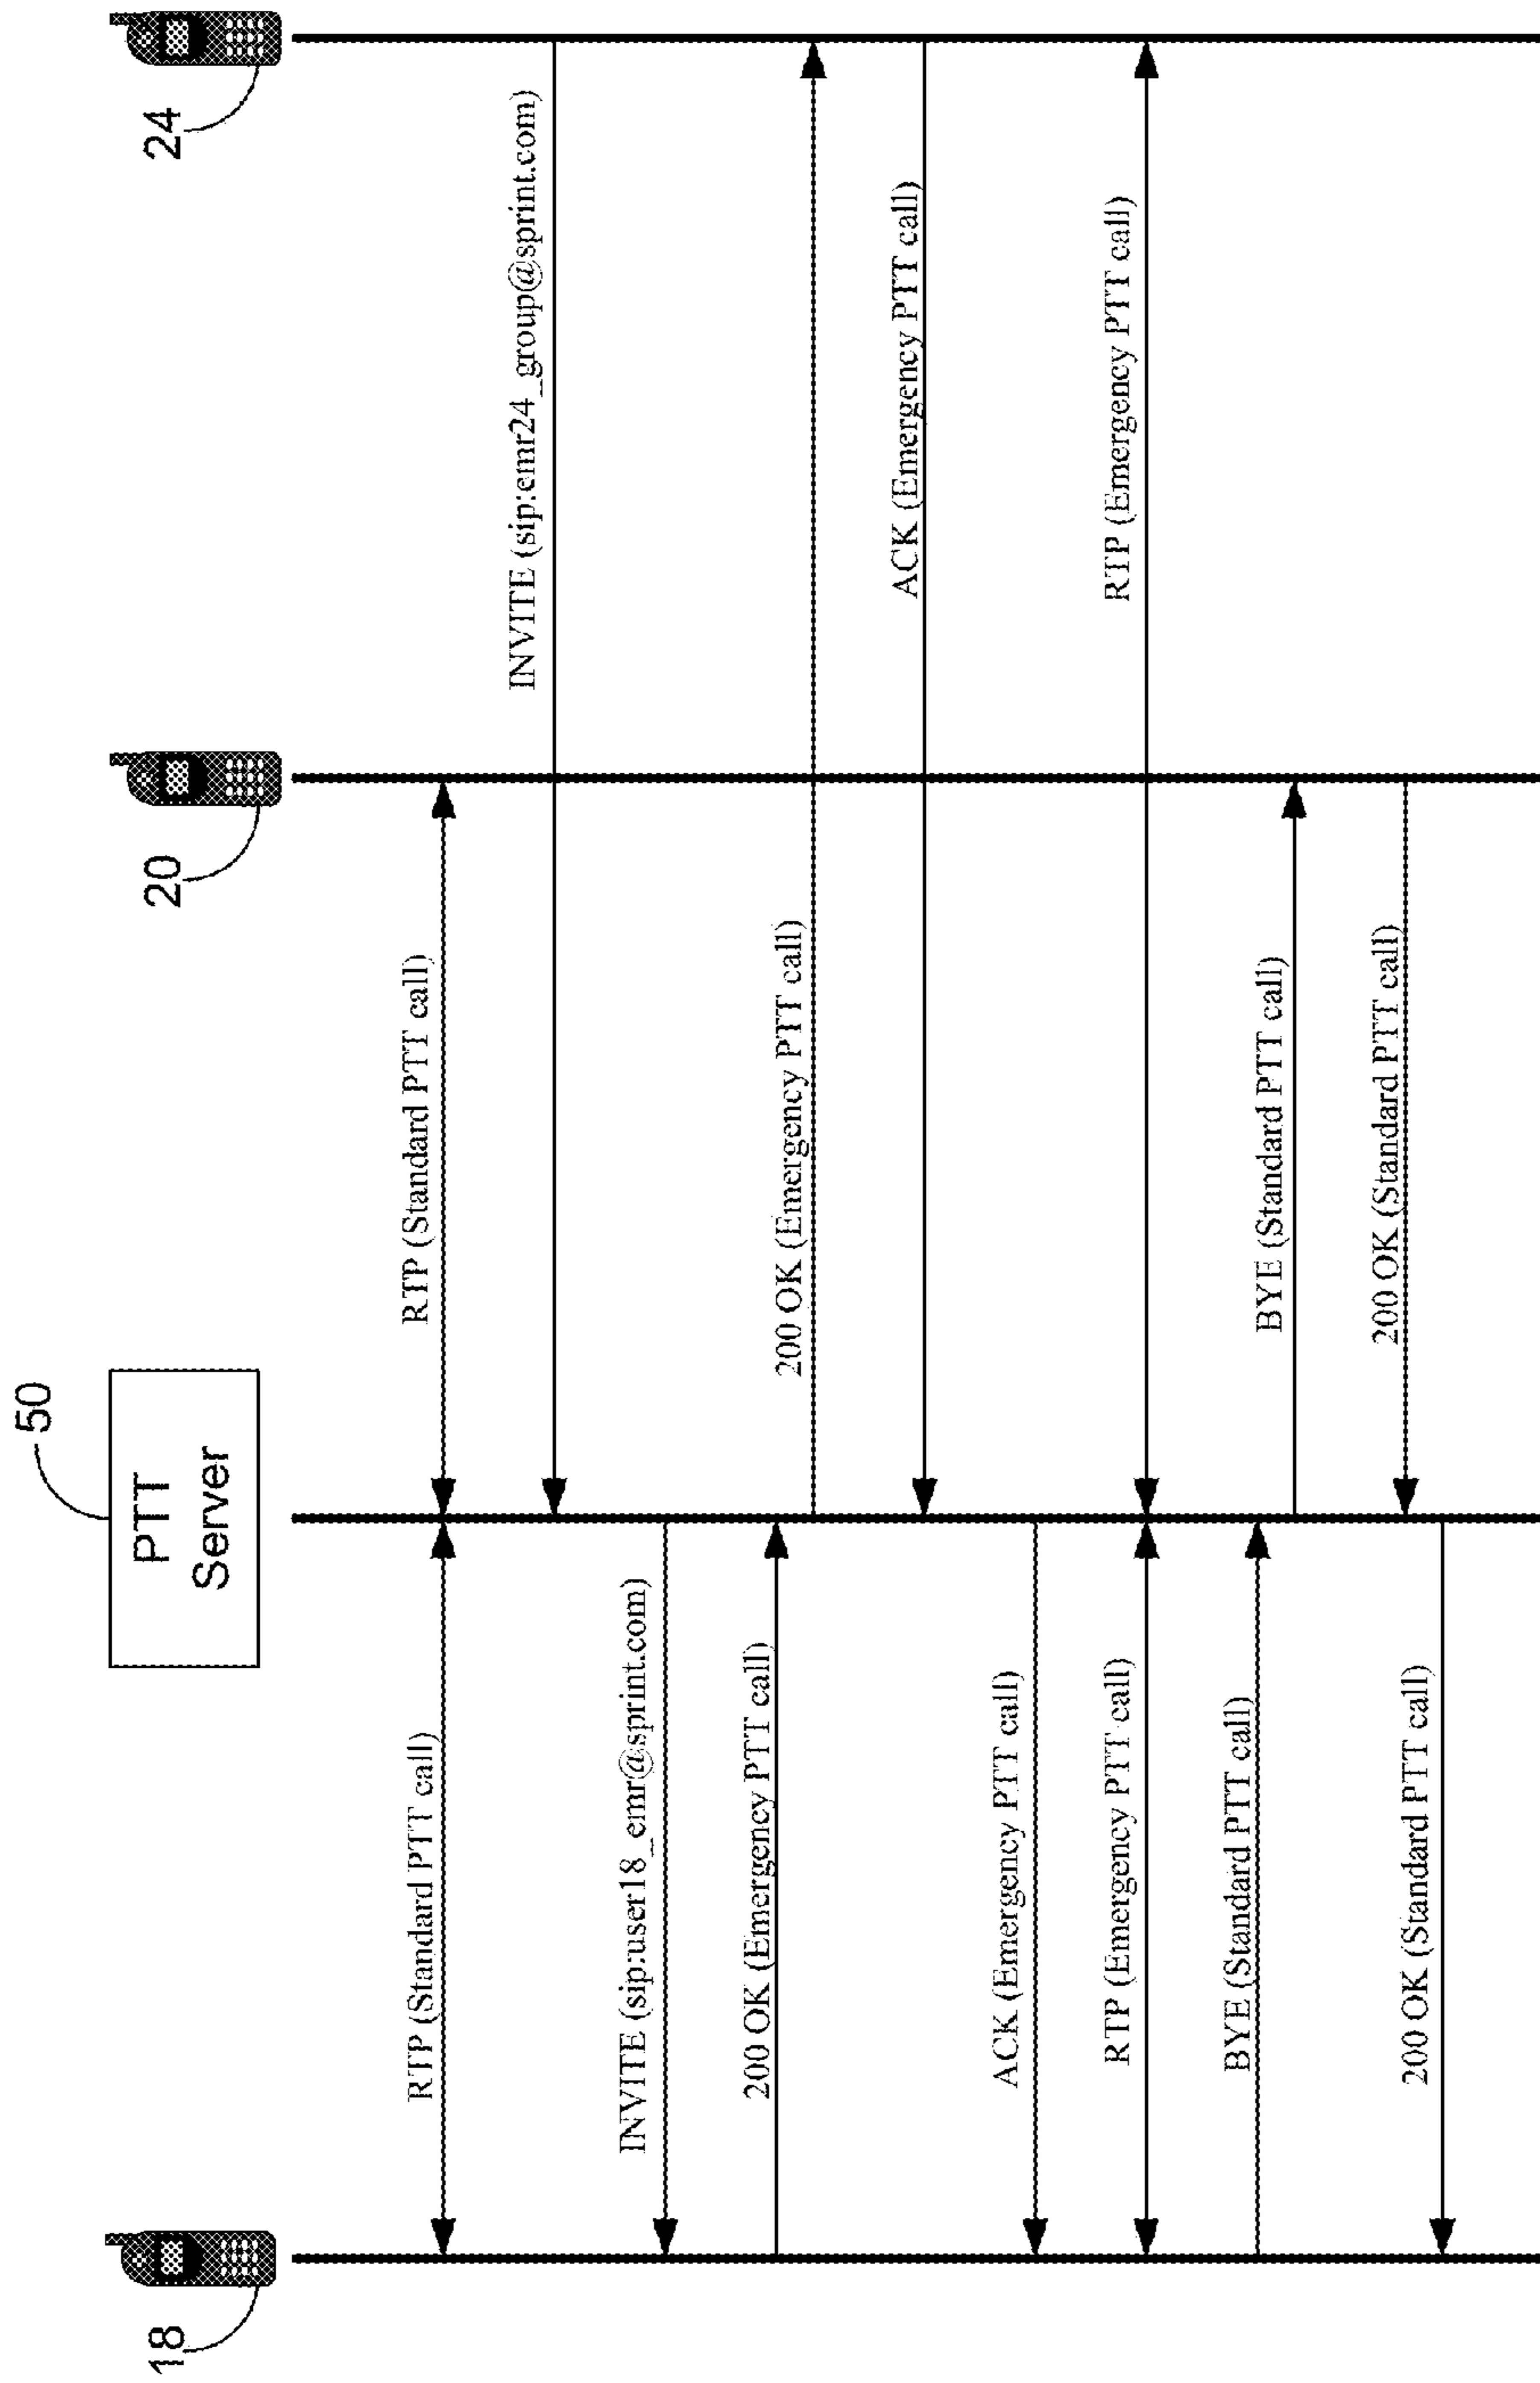 50
PTT
Server
18
20
24
RTP (Standard PTT call)
RTP (Standard PTT call)
INVITE (sip:emr24_group@sprint.com)
INVITE (sip:user18_emr@sprint.com)
200 OK (Emergency PTT call)
200 OK (Emergency PTT call)
ACK (Emergency PTT call)
ACK (Emergency PTT call)
RTP (Emergency PTT call)
RTP (Emergency PTT call)
BYE (Standard PTT call)
BYE (Standard PTT call)
200 OK (Standard PTT call)
200 OK (Standard PTT call)